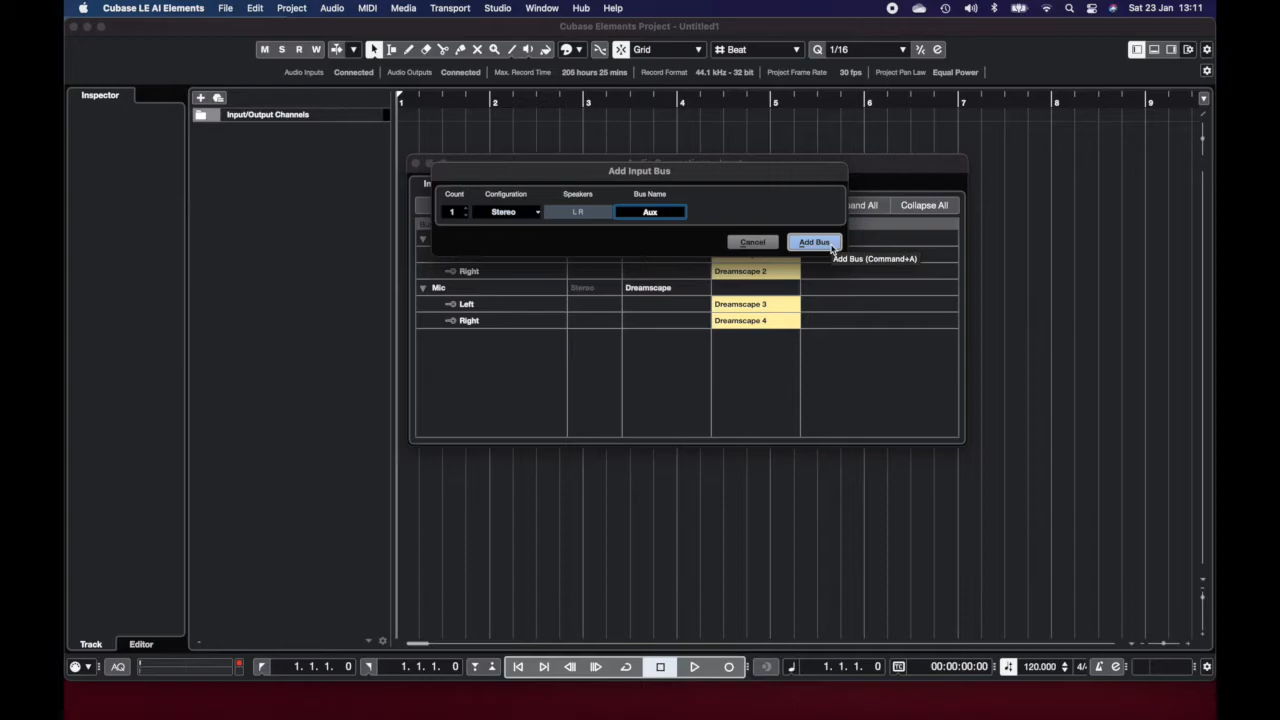 Cubase LE AI Elements File Edit Project Audio MIDI Media Transport Studio Window Hub Help Sat 23 Jan 13:11
Cubase Elements Project - Untitled1
M S R W Grid Beat Q 1/16
Audio Inputs Connected Audio Outputs Connected Max. Record Time 205 hours 25 mins Record Format 44.1 kHz - 32 bit Project Frame Rate 30 fps Project Pan Law Equal Power
Inspector
1 2 3 4 5 6 7 8 9
Input/Output Channels
Add Input Bus
In
Count Configuration Speakers Bus Name
and All Collapse All
1 Stereo L R Aux
Cancel Add Bus
Add Bus (Command+A)
Right Dreamscape 2
Mic Stereo Dreamscape
Left Dreamscape 3
Right Dreamscape 4
Track Editor
AQ 1. 1. 1. 0 1. 1. 1. 0 1. 1. 1. 0 00:00:00:00 120.000 4/